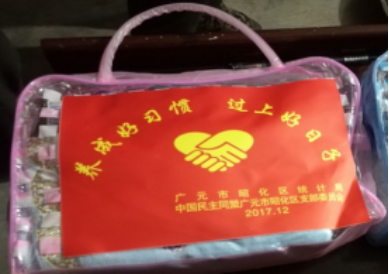 养成好习惯 过上好日子
广元市昭化区统计局
中国民主同盟广元市昭化区支部委员会
2017.12